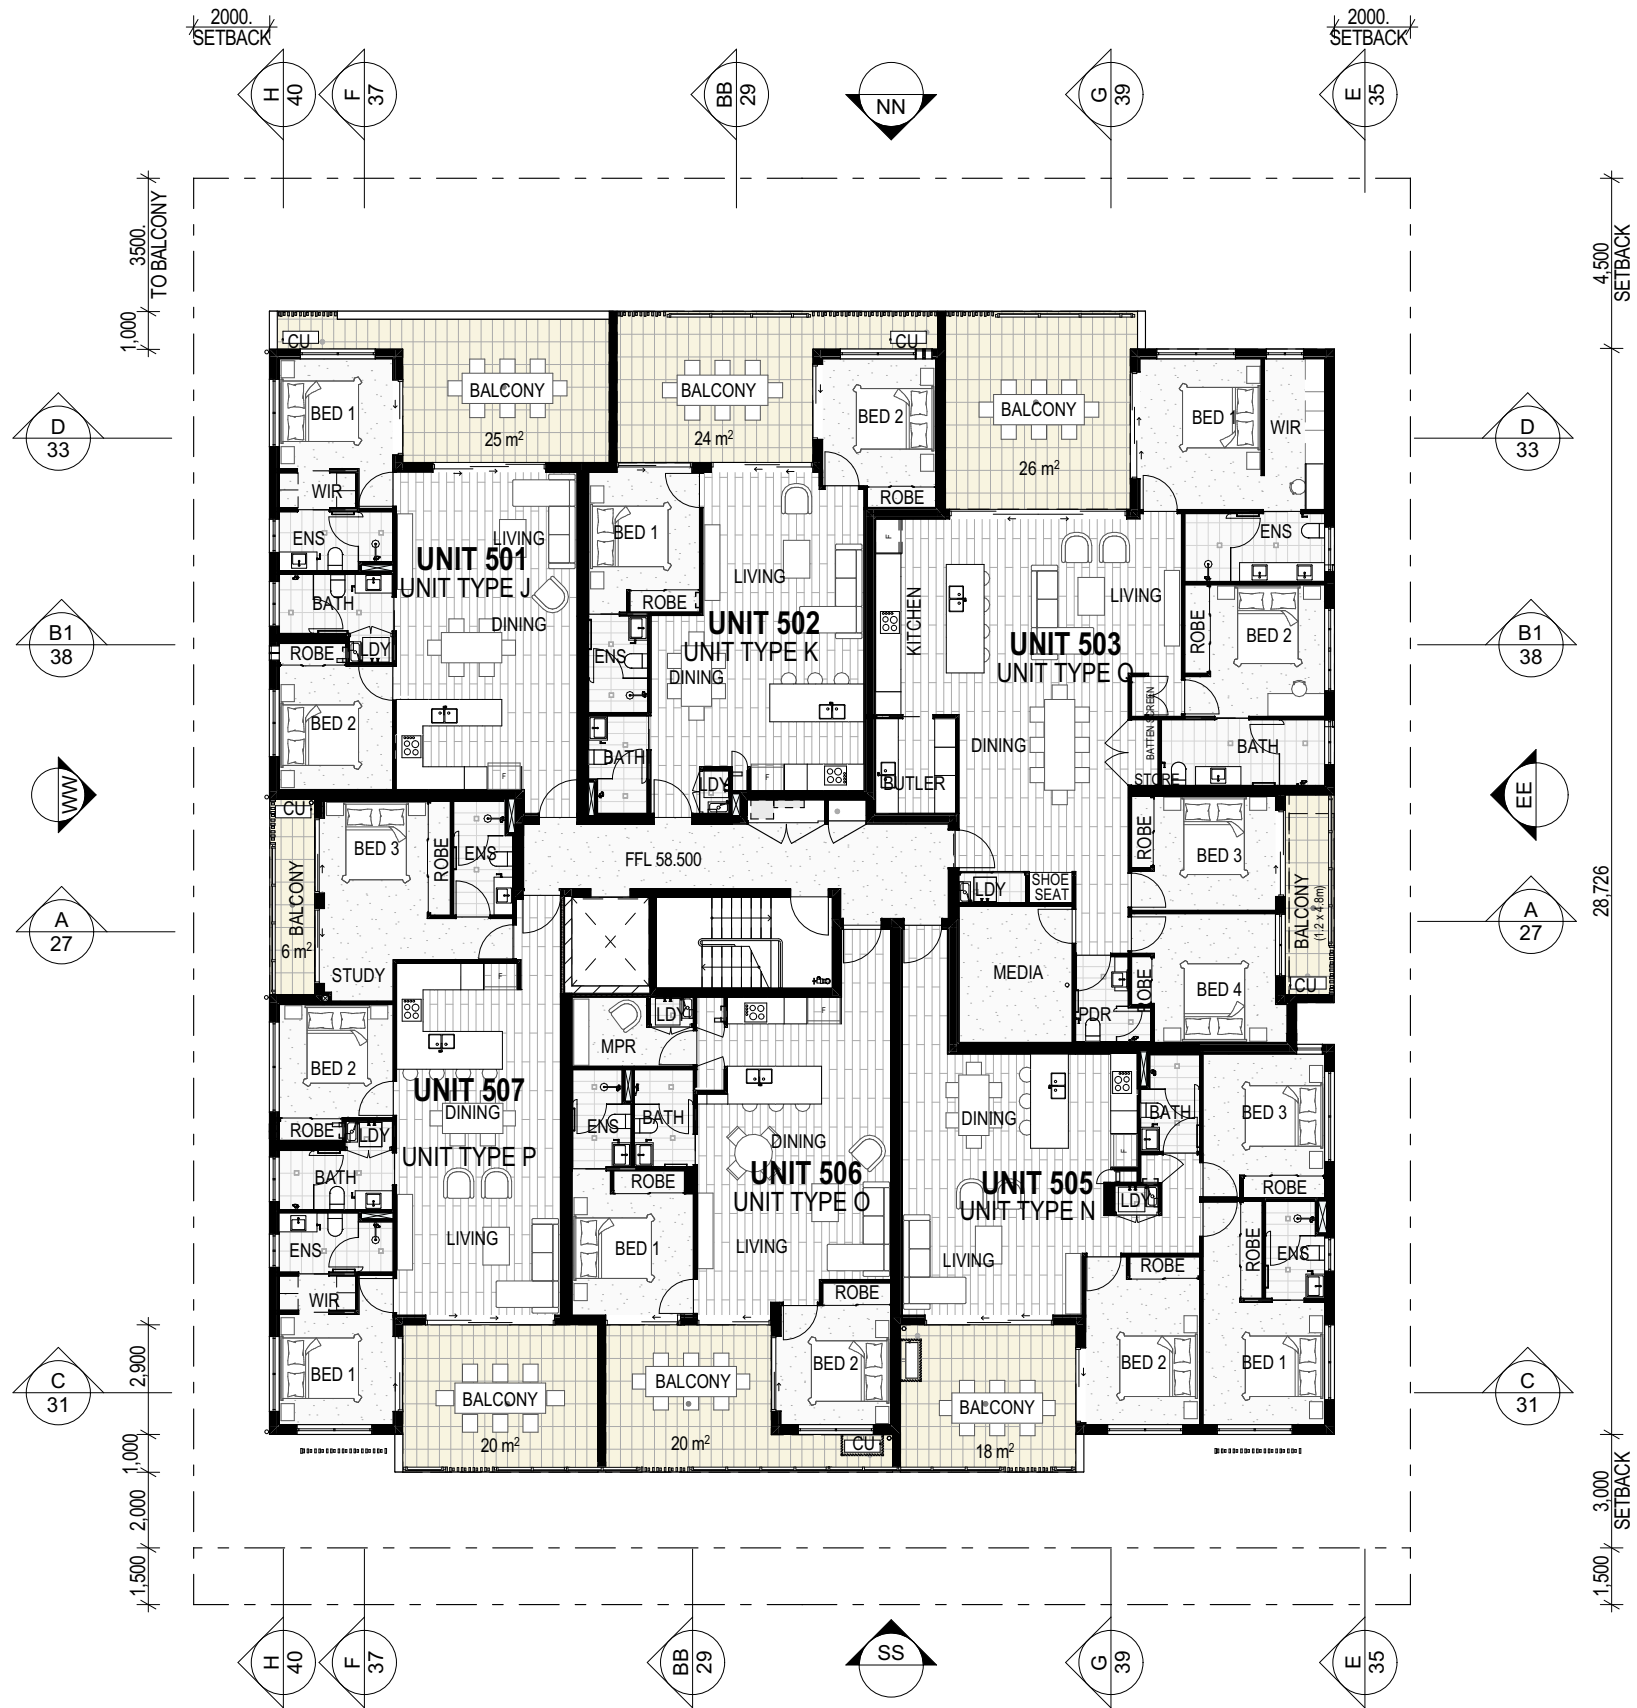 2000.
SETBACK
2000.
SETBACK
H
40
F
37
BB
29
NN
G
39
E
35
3500.
TO BALCONY
1,000
4,500
SETBACK
CU
BALCONY
25 m²
BED 1
WIR
ENS
LIVING
UNIT 501
UNIT TYPE J
BATH
DINING
ROBE
LDY
BED 2
BALCONY
24 m²
CU
BED 2
ROBE
BED 1
ROBE
LIVING
UNIT 502
UNIT TYPE K
ENS
DINING
BATH
LDY
F
F
BALCONY
26 m²
BED 1
WIR
ENS
F
KITCHEN
LIVING
UNIT 503
UNIT TYPE Q
ROBE
BED 2
BATTEN SCREEN
DINING
BUTLER
STORE
BATH
ROBE
BED 3
BALCONY
(1.2 x 4.8m)
CU
LDY
SHOE
SEAT
MEDIA
PDR
ROBE
BED 4
D
33
D
33
B1
38
B1
38
WW
EE
A
27
A
27
28,726
FFL 58.500
CU
BALCONY
6 m²
BED 3
ROBE
ENS
STUDY
F
BED 2
UNIT 507
DINING
ROBE
LDY
UNIT TYPE P
BATH
ENS
LIVING
WIR
BED 1
BALCONY
20 m²
MPR
LDY
F
ENS
BATH
DINING
UNIT 506
UNIT TYPE O
ROBE
BED 1
LIVING
ROBE
BED 2
BALCONY
20 m²
CU
DINING
BATH
BED 3
F
UNIT 505
UNIT TYPE N
LDY
ROBE
LIVING
ROBE
ROBE
ENS
BED 2
BED 1
BALCONY
18 m²
C
31
C
31
2,900
1,000
2,000
1,500
3,000
SETBACK
1,500
H
40
F
37
BB
29
SS
G
39
E
35